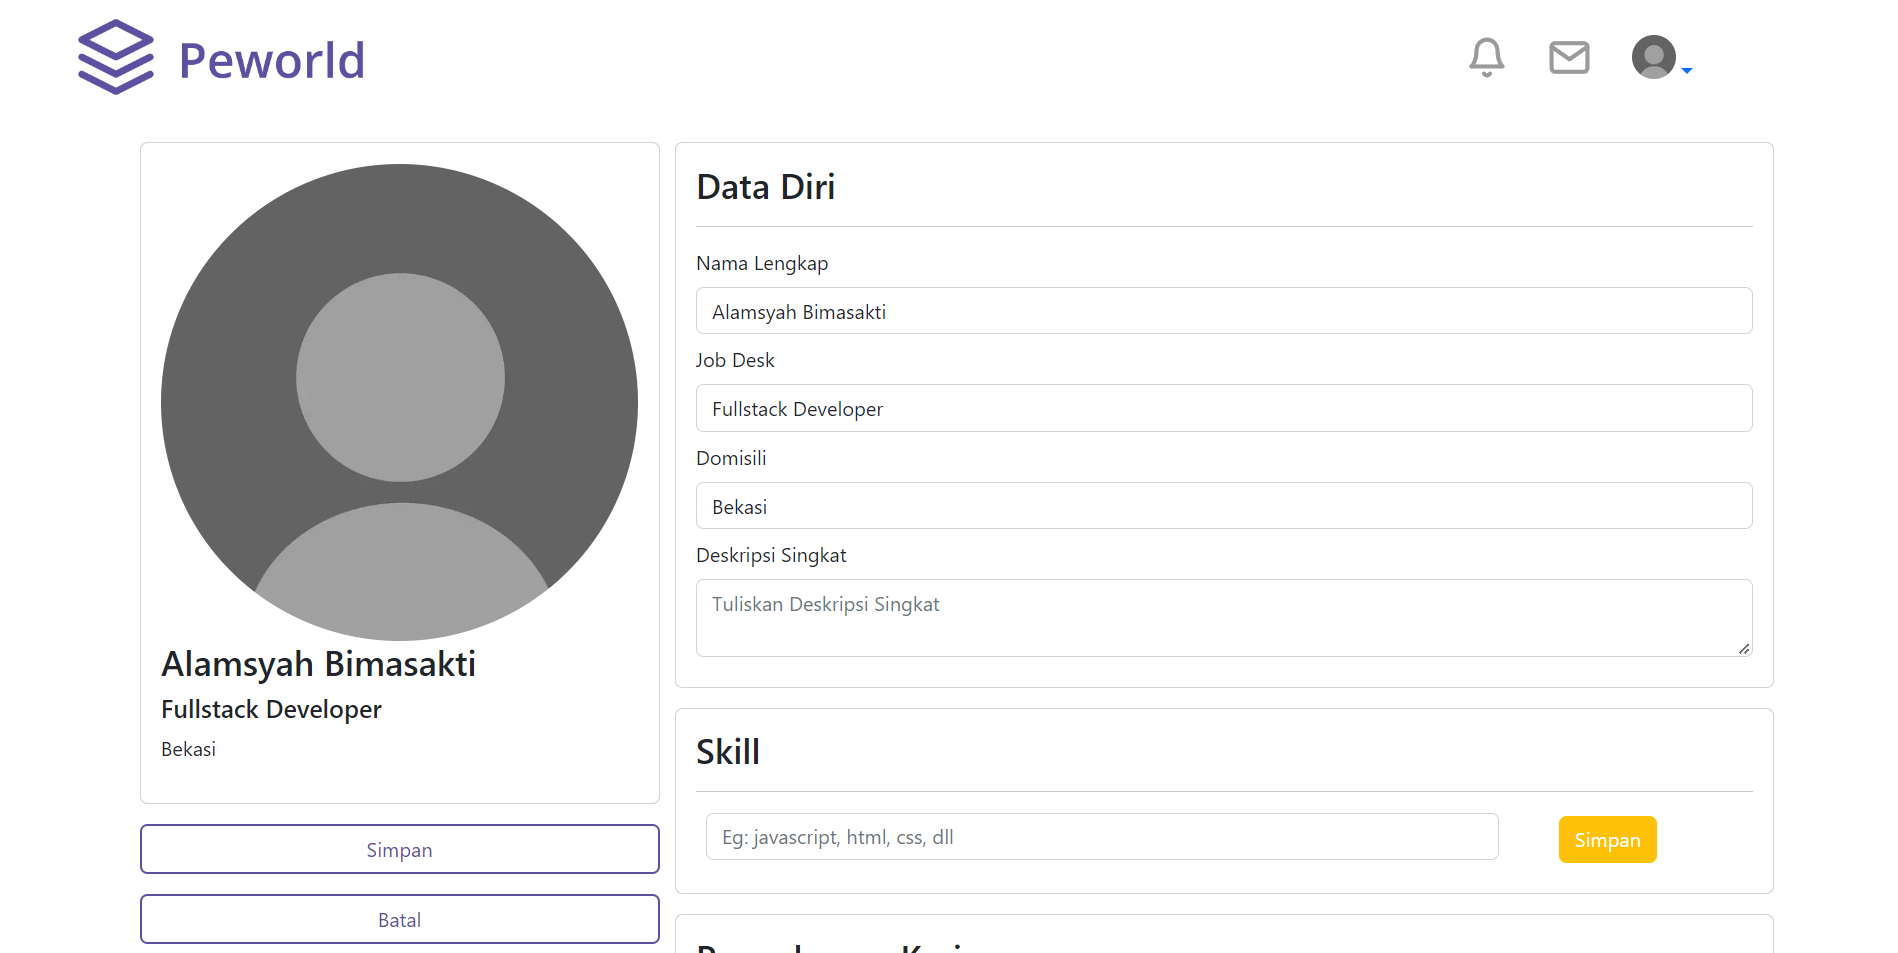 Peworld
Alamsyah Bimasakti
Fullstack Developer
Bekasi
Simpan
Batal
Data Diri
Nama Lengkap
Alamsyah Bimasakti
Job Desk
Fullstack Developer
Domisili
Bekasi
Deskripsi Singkat
Tuliskan Deskripsi Singkat
Skill
Eg: javascript, html, css, dll
Simpan